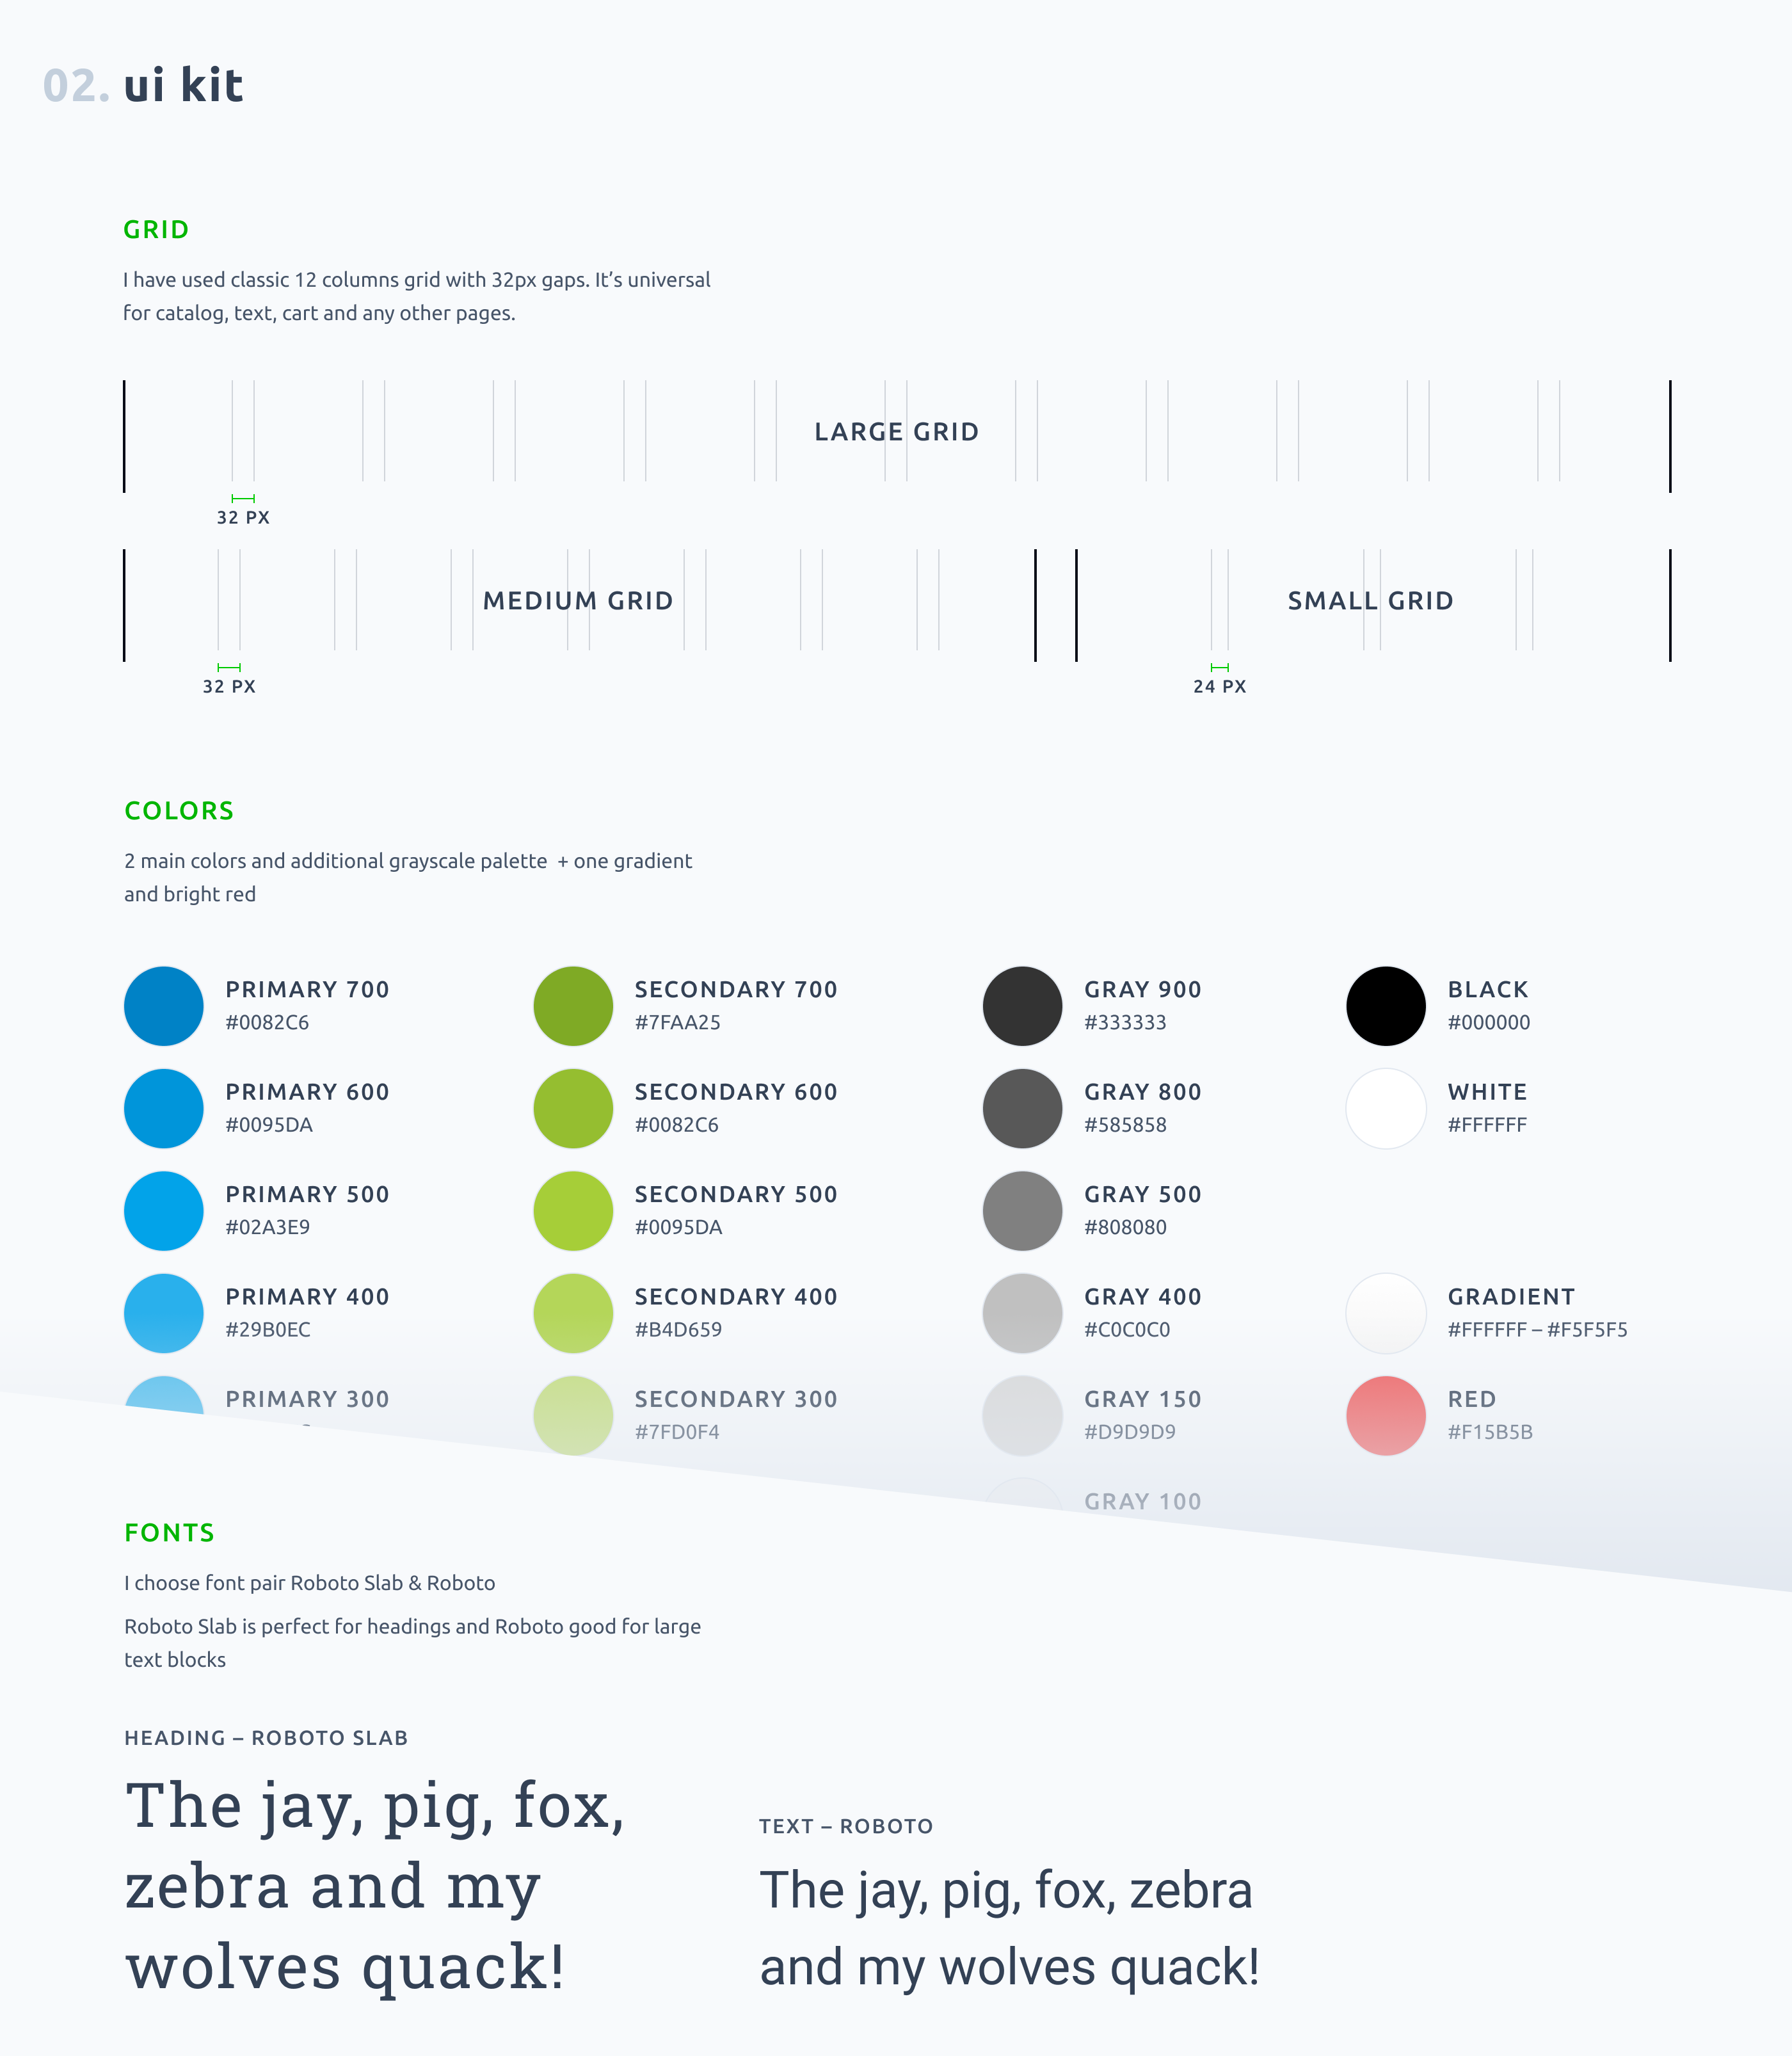 02. ui kit
GRID
I have used classic 12 columns grid with 32px gaps. It’s universal
for catalog, text, cart and any other pages.
LARGE GRID
32 PX
MEDIUM GRID
SMALL GRID
32 PX
24 PX
COLORS
2 main colors and additional grayscale palette + one gradient
and bright red
PRIMARY 700
#0082C6
SECONDARY 700
#7FAA25
GRAY 900
#333333
BLACK
#000000
PRIMARY 600
#0095DA
SECONDARY 600
#0082C6
GRAY 800
#585858
WHITE
#FFFFFF
PRIMARY 500
#02A3E9
SECONDARY 500
#0095DA
GRAY 500
#808080
PRIMARY 400
#29B0EC
SECONDARY 400
#B4D659
GRAY 400
#C0C0C0
GRADIENT
#FFFFFF – #F5F5F5
PRIMARY 300
SECONDARY 300
#7FD0F4
GRAY 150
#D9D9D9
RED
#F15B5B
GRAY 100
FONTS
I choose font pair Roboto Slab & Roboto
Roboto Slab is perfect for headings and Roboto good for large
text blocks
HEADING – ROBOTO SLAB
The jay, pig, fox,
zebra and my
wolves quack!
TEXT – ROBOTO
The jay, pig, fox, zebra
and my wolves quack!